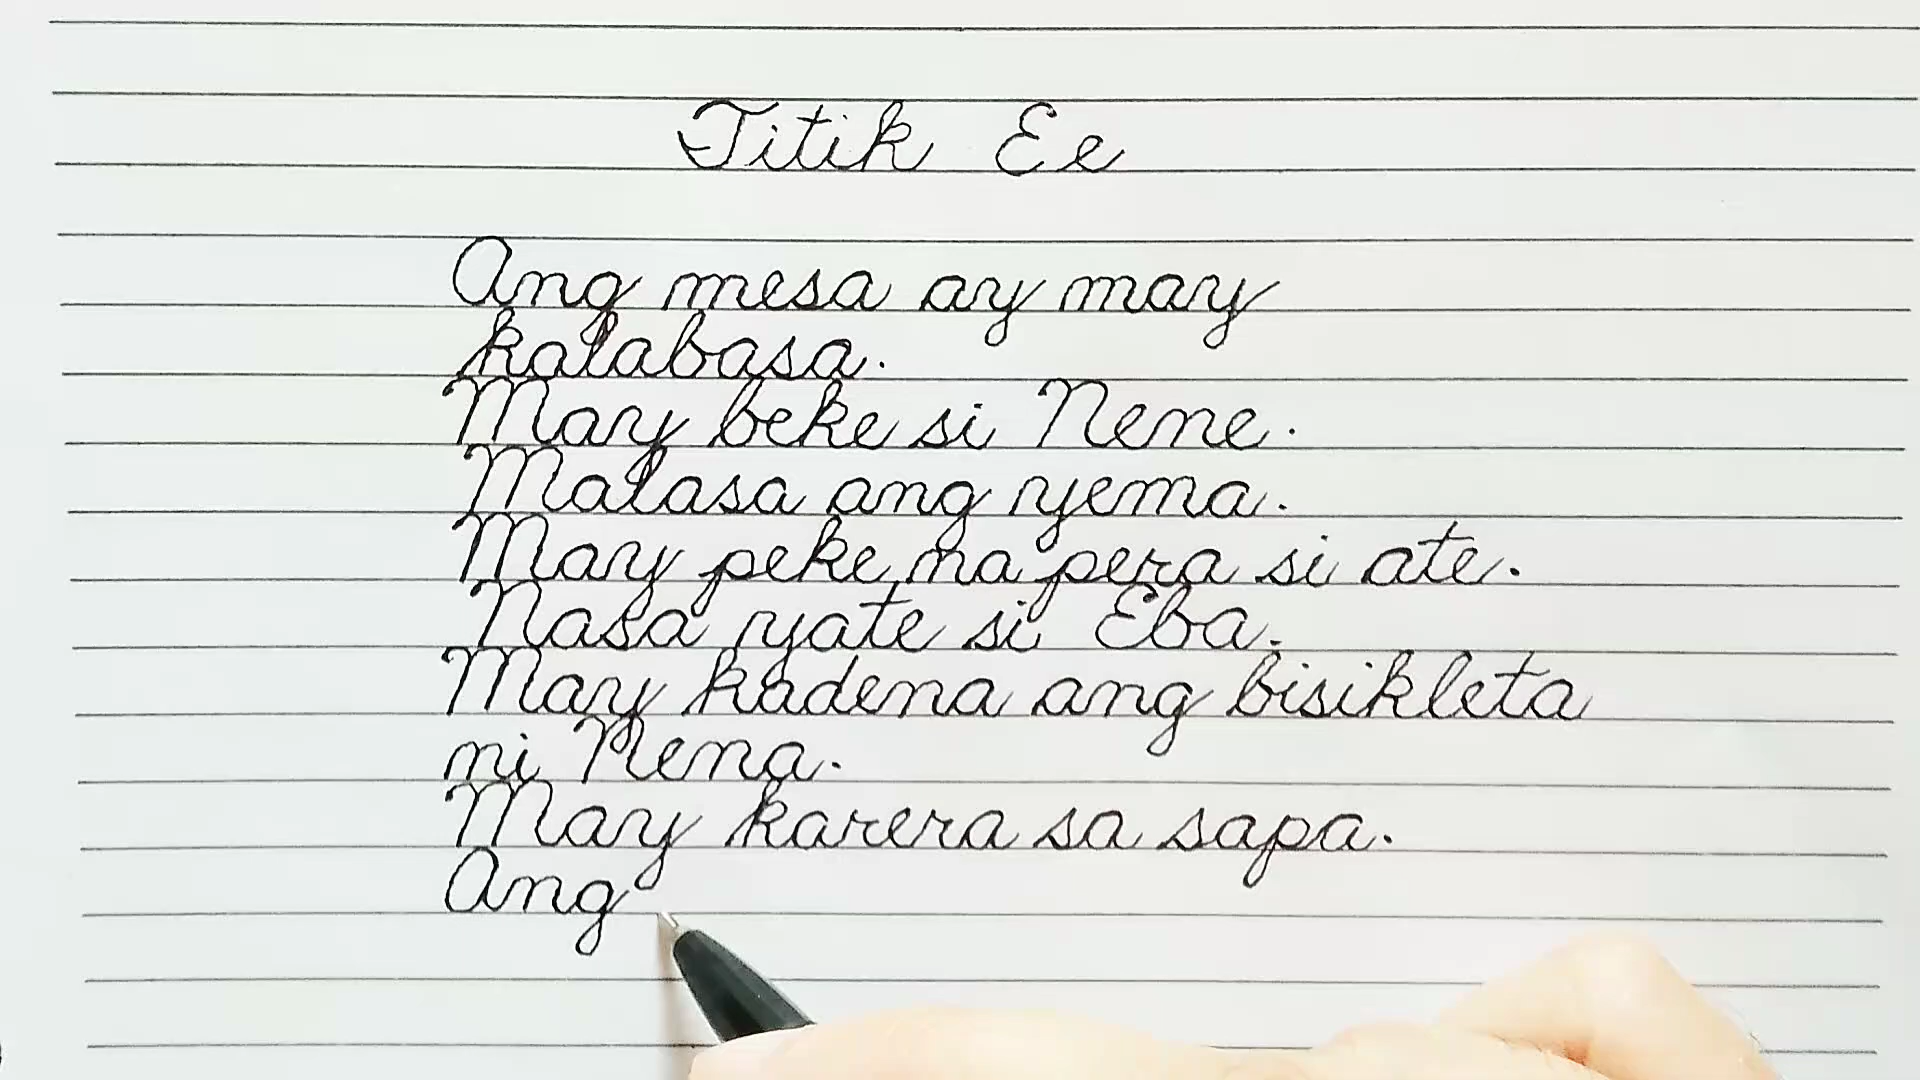 Titik Ee
Ang mesa ay may
kalabasa.
May beke si Nene.
Malasa ang yema.
May peke na pera si ate.
Nasa yate si Eba.
May kadena ang bisikleta
ni Nena.
May karera sa sapa.
Ang